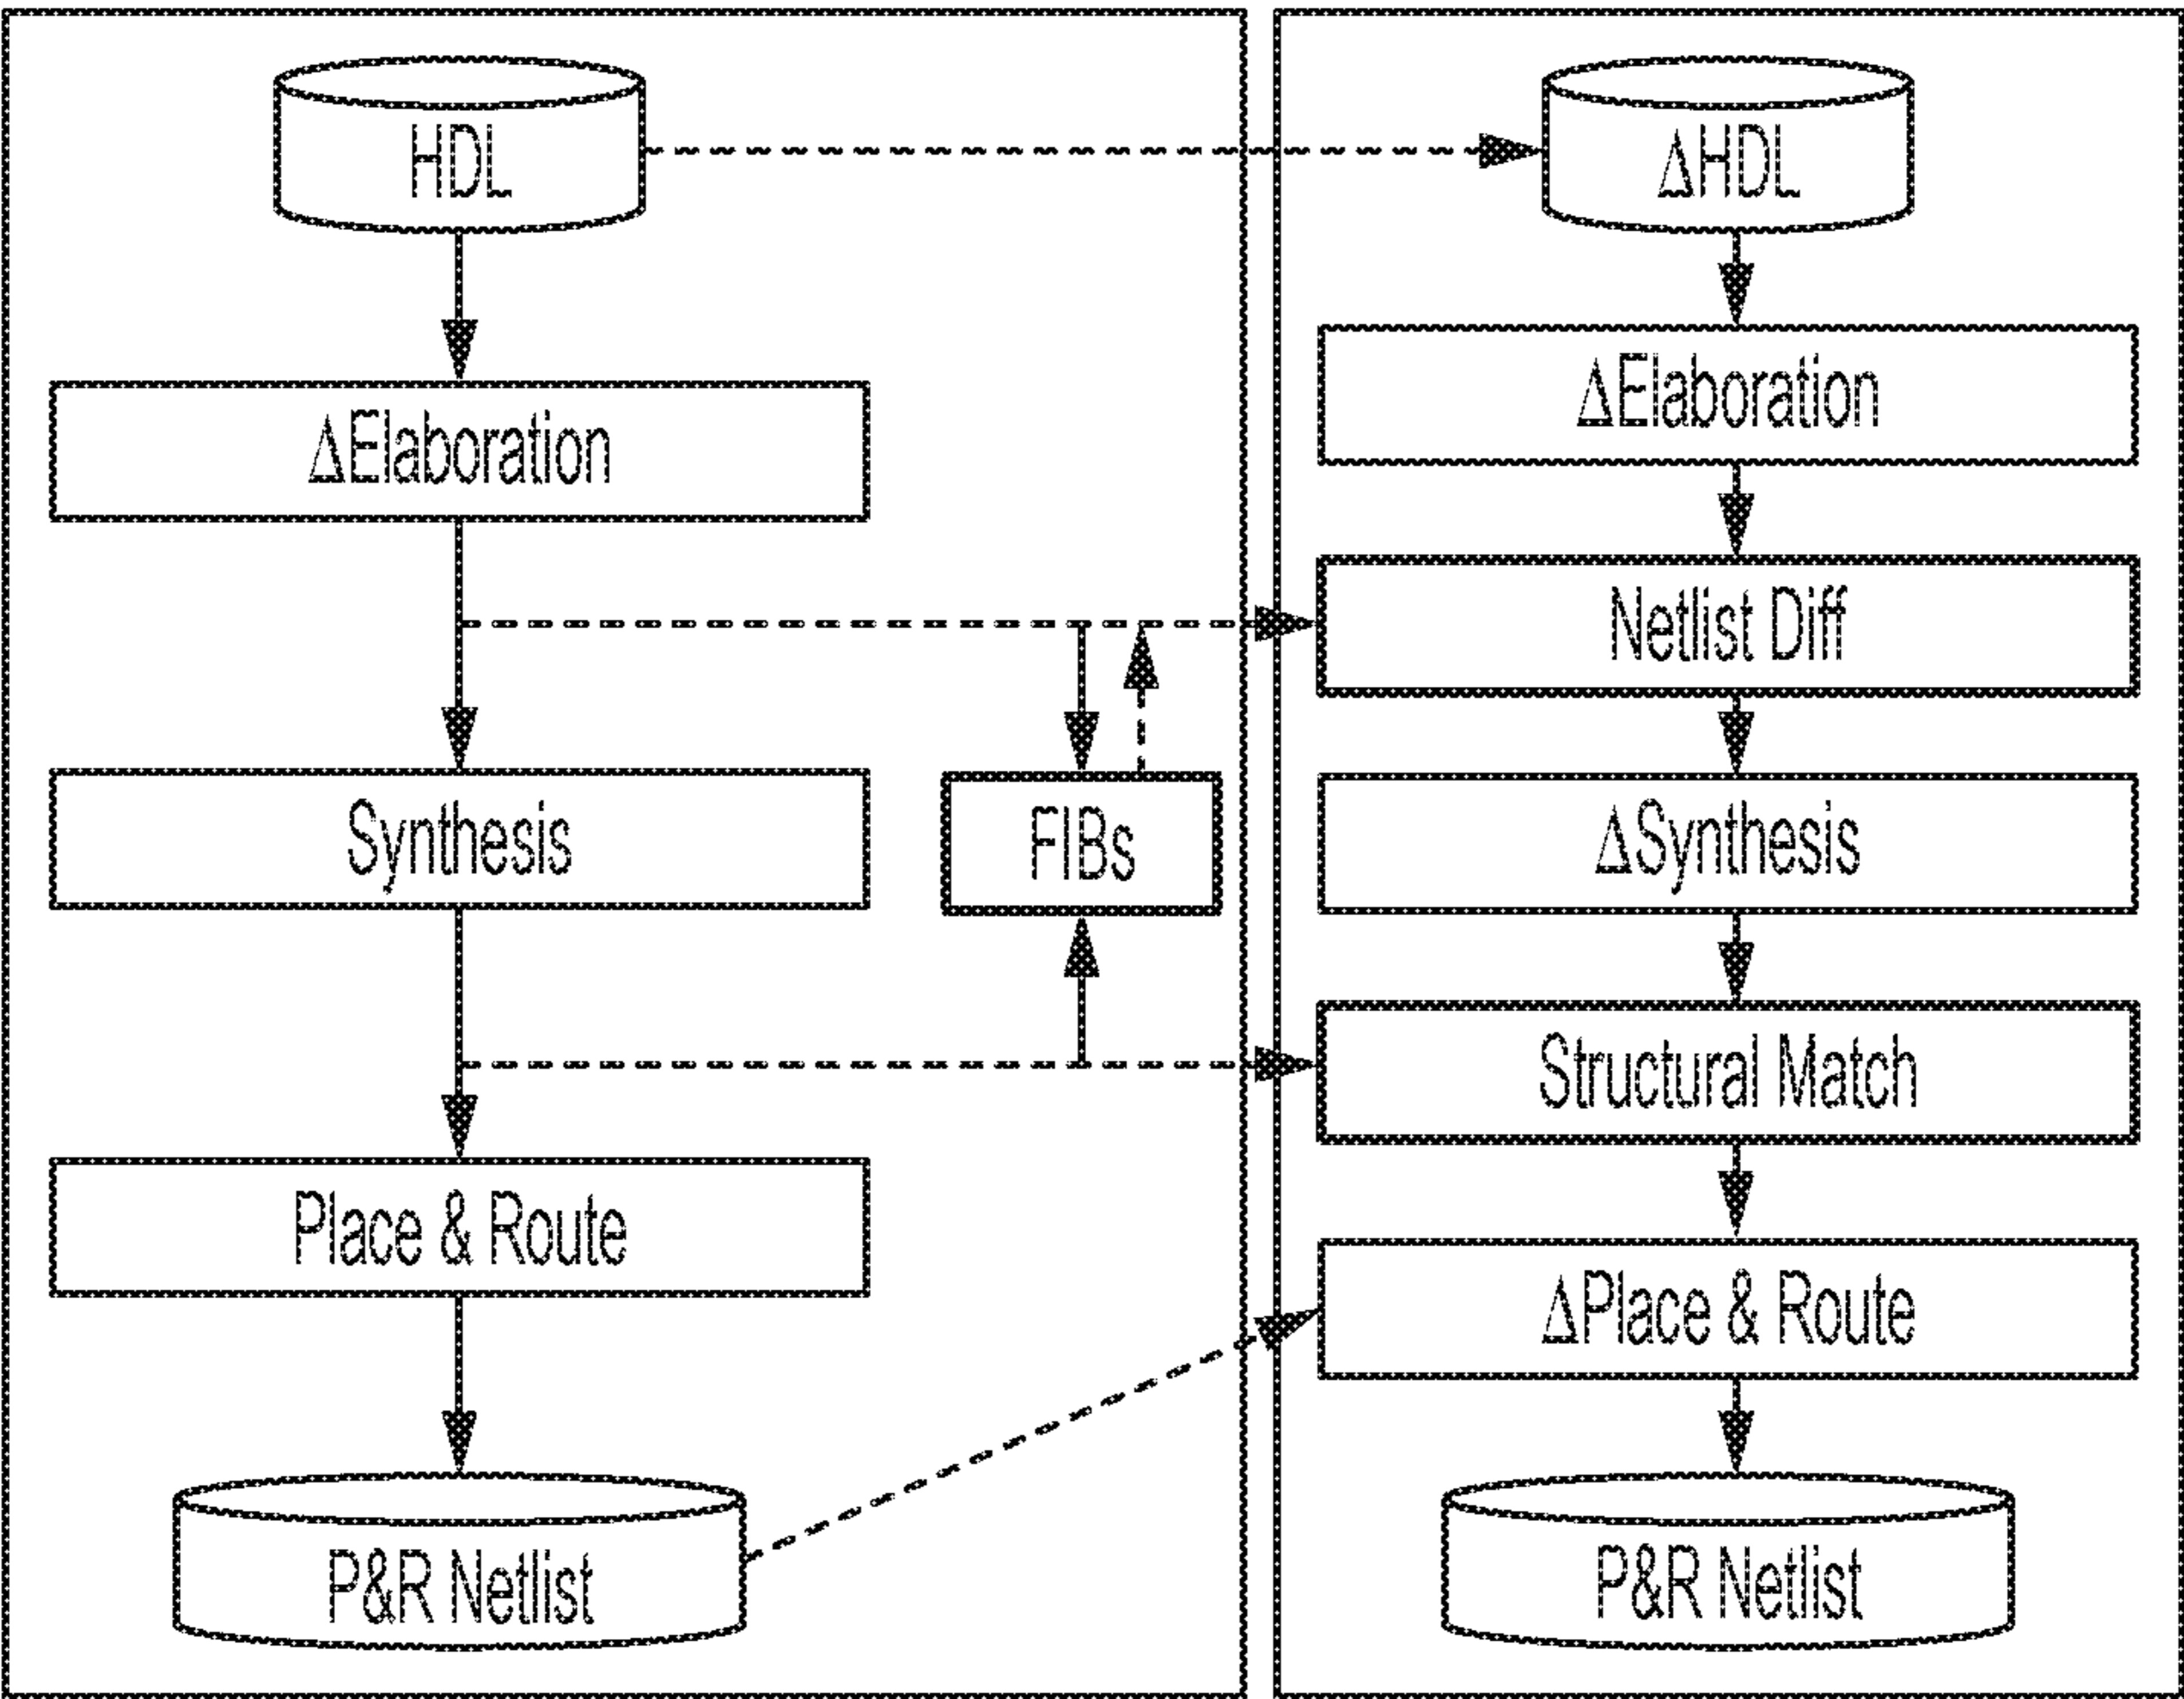 HDL
ΔElaboration
Synthesis
FIBs
Place & Route
P&R Netlist
ΔHDL
ΔElaboration
Netlist Diff
ΔSynthesis
Structural Match
ΔPlace & Route
P&R Netlist